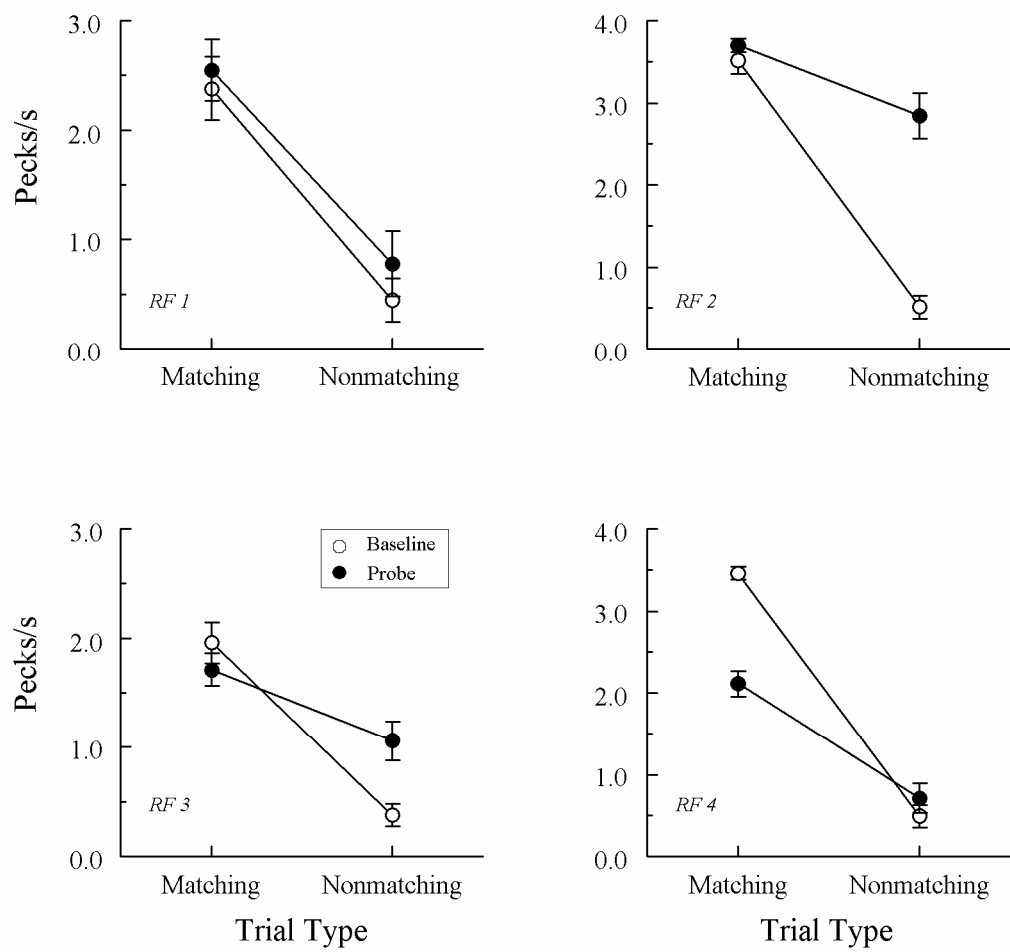 3.0
2.0
1.0
0.0
Pecks/s
RF 1
Matching Nonmatching
4.0
3.0
2.0
1.0
0.0
RF 2
Matching Nonmatching
3.0
2.0
1.0
0.0
Pecks/s
Baseline
Probe
RF 3
Matching Nonmatching
Trial Type
4.0
3.0
2.0
1.0
0.0
RF 4
Matching Nonmatching
Trial Type